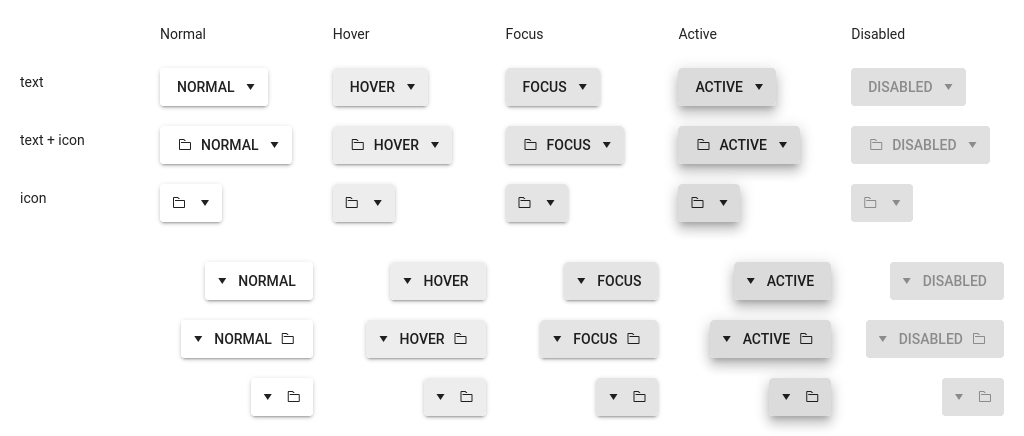 Normal Hover Focus Active Disabled
text NORMAL HOVER FOCUS ACTIVE DISABLED
text + icon NORMAL HOVER FOCUS ACTIVE DISABLED
icon
NORMAL HOVER FOCUS ACTIVE DISABLED
NORMAL HOVER FOCUS ACTIVE DISABLED